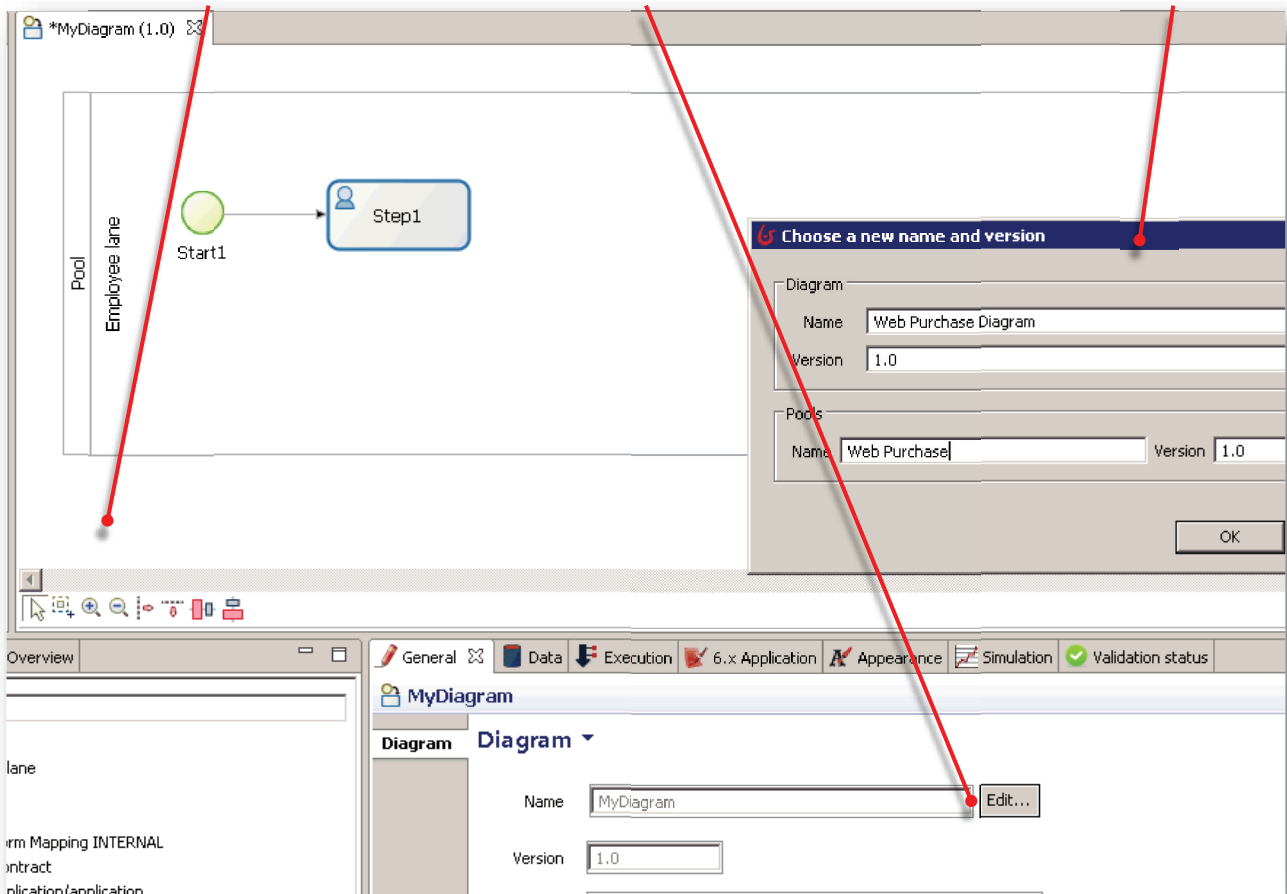 *MyDiagram (1.0)
Pool
Employee lane
Start1
Step1
Choose a new name and version
Diagram
Name Web Purchase Diagram
Version 1.0
Pools
Name Web Purchase Version 1.0
OK
Overview
General Data Execution 6.x Application Appearance Simulation Validation status
MyDiagram
Diagram Diagram
lane
Name MyDiagram Edit...
Mapping INTERNAL
Version 1.0